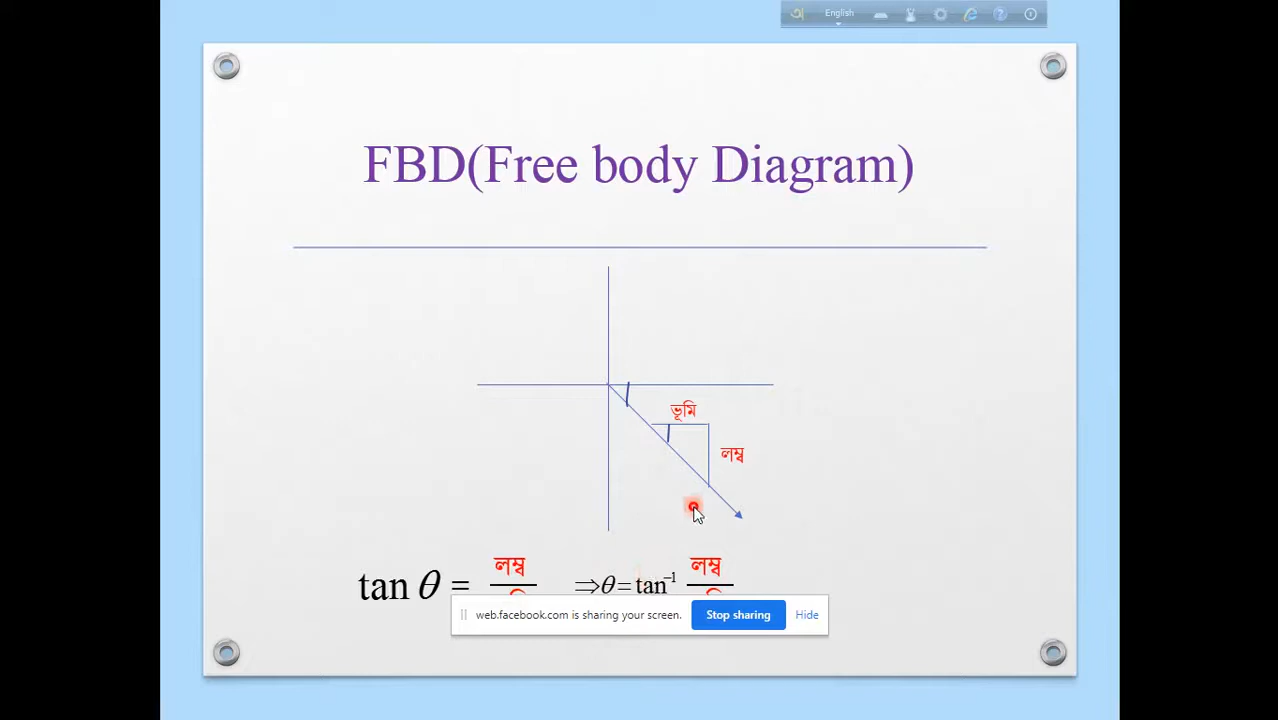 অ English
FBD(Free body Diagram)
ভূমি
লম্ব
tan θ = লম্ব ⇒θ = tan⁻¹ লম্ব
web.facebook.com is sharing your screen. Stop sharing Hide